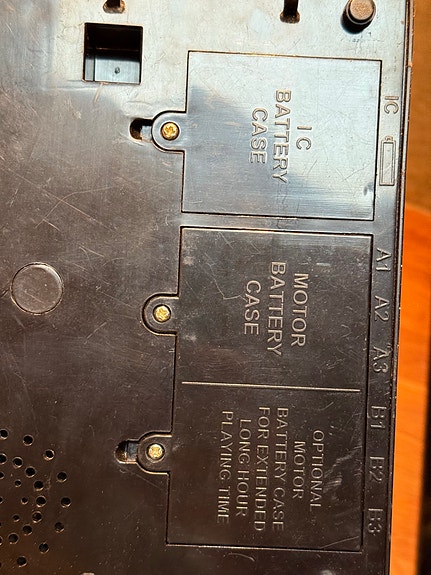 IC
BATTERY
CASE
IC
MOTOR
BATTERY
CASE
A1 A2 A3
OPTIONAL
MOTOR
BATTERY CASE
FOR EXTENDED
LONG HOUR
PLAYING TIME
B1 B2 B3